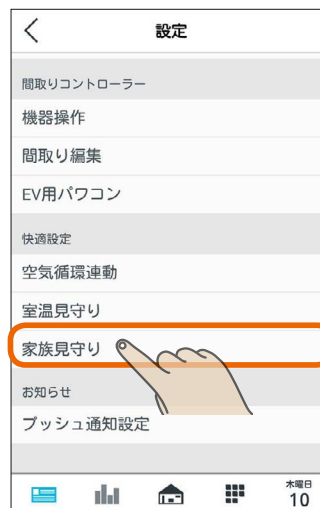 設定
間取りコントローラー
機器操作
間取り編集
EV用パワコン
快適設定
空気循環連動
室温見守り
家族見守り
お知らせ
プッシュ通知設定
木曜日
10